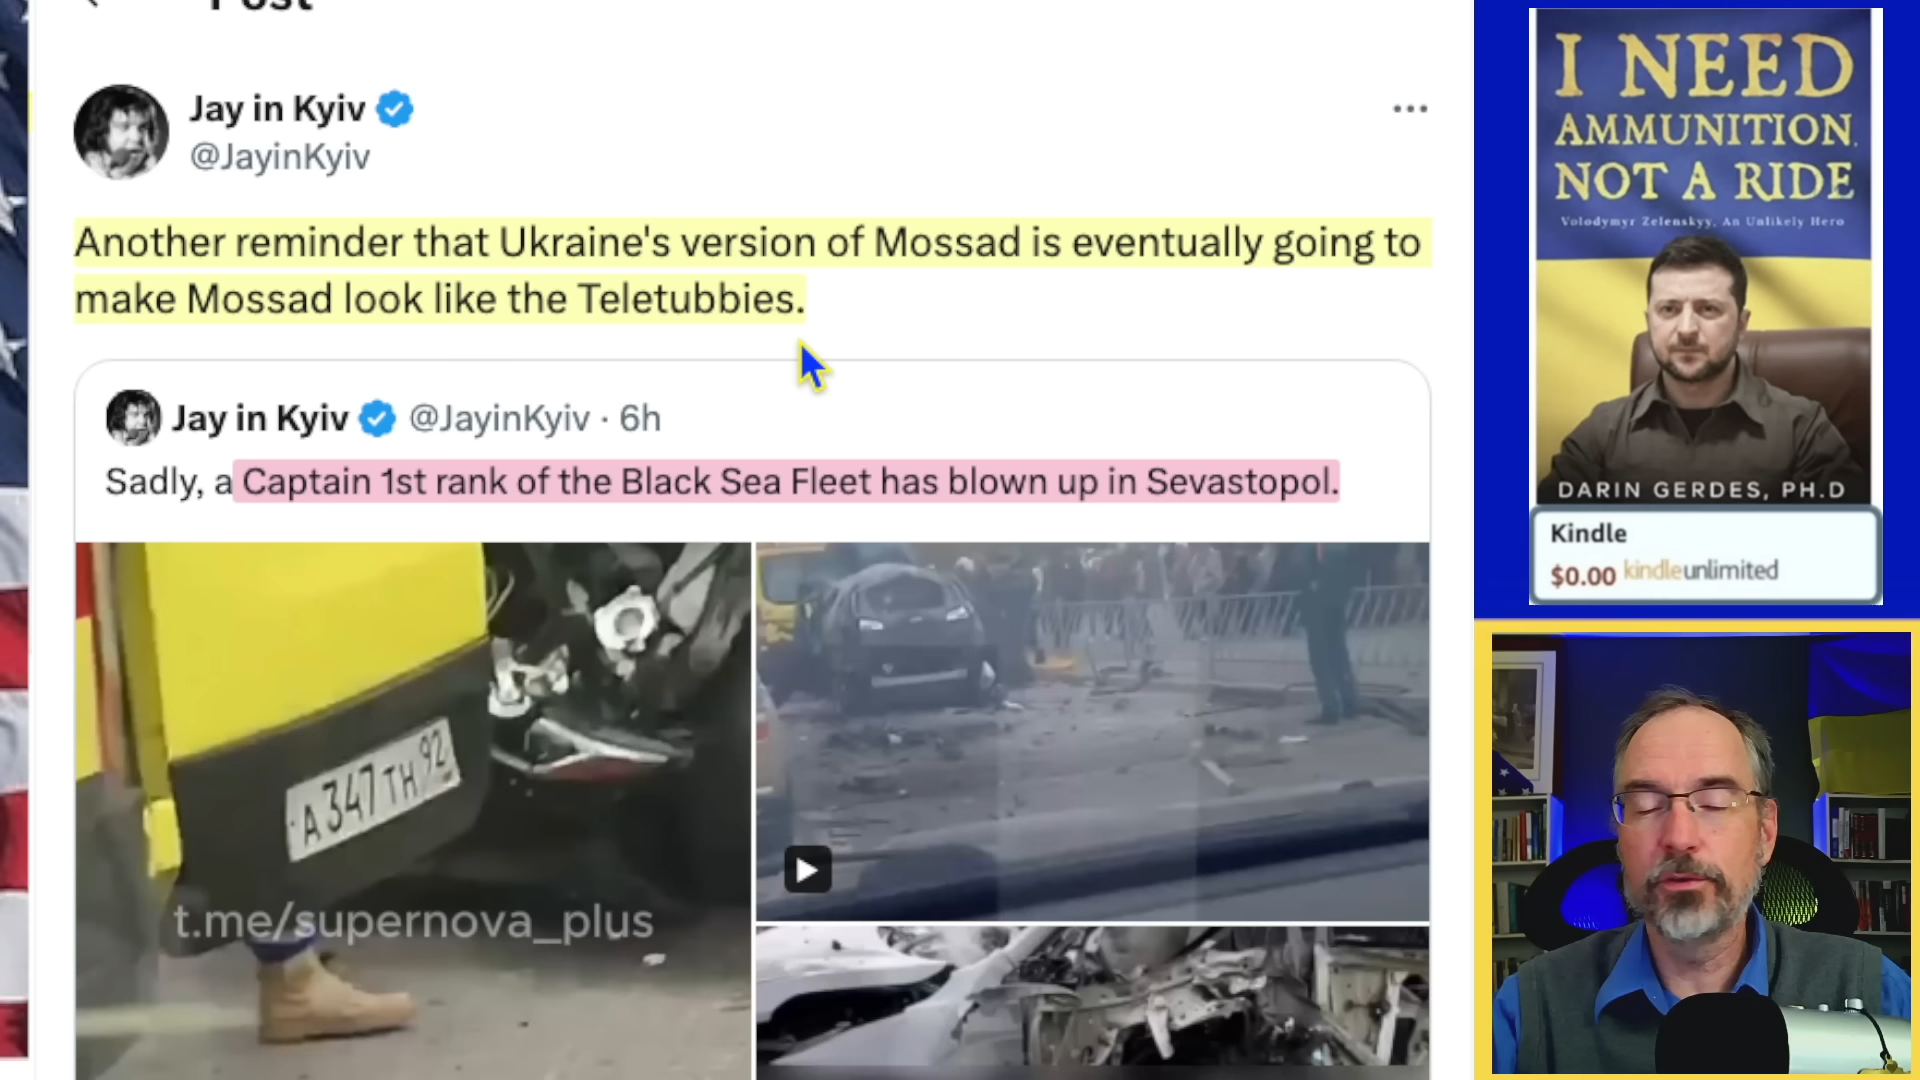 Post
Jay in Kyiv
@JayinKyiv
Another reminder that Ukraine's version of Mossad is eventually going to
make Mossad look like the Teletubbies.
Jay in Kyiv @JayinKyiv · 6h
Sadly, a Captain 1st rank of the Black Sea Fleet has blown up in Sevastopol.
А347ТН 92
t.me/supernova_plus
I NEED
AMMUNITION,
NOT A RIDE
Volodymyr Zelenskyy, An Unlikely Hero
DARIN GERDES, PH.D
Kindle
$0.00 kindleunlimited